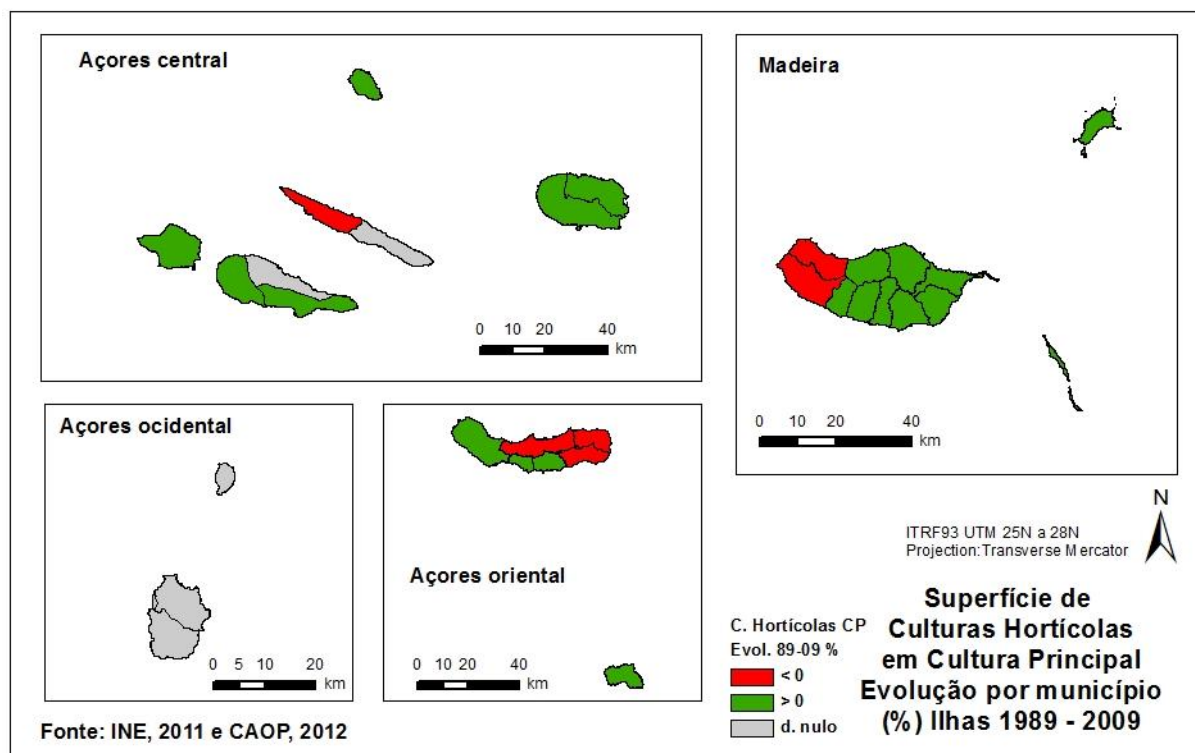 Açores central
0 10 20 40
km
Madeira
0 10 20 40
km
Açores ocidental
0 5 10 20
km
Açores oriental
0 10 20 40
km
N
ITRF93 UTM 25N a 28N
Projection:Transverse Mercator
C. Hortícolas CP
Evol. 89-09 %
< 0
> 0
d. nulo
Superfície de
Culturas Hortícolas
em Cultura Principal
Evolução por município
(%) Ilhas 1989 - 2009
Fonte: INE, 2011 e CAOP, 2012